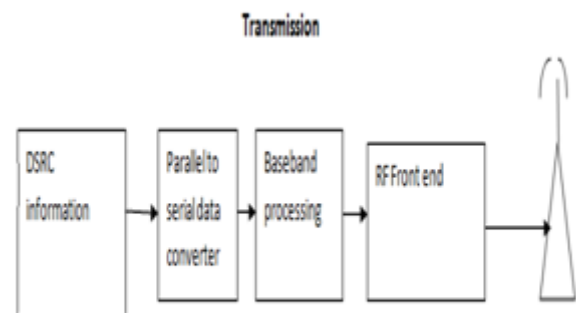 Transmission
DSRC
information
Parallel to
serial data
converter
Baseband
processing
RF Front end